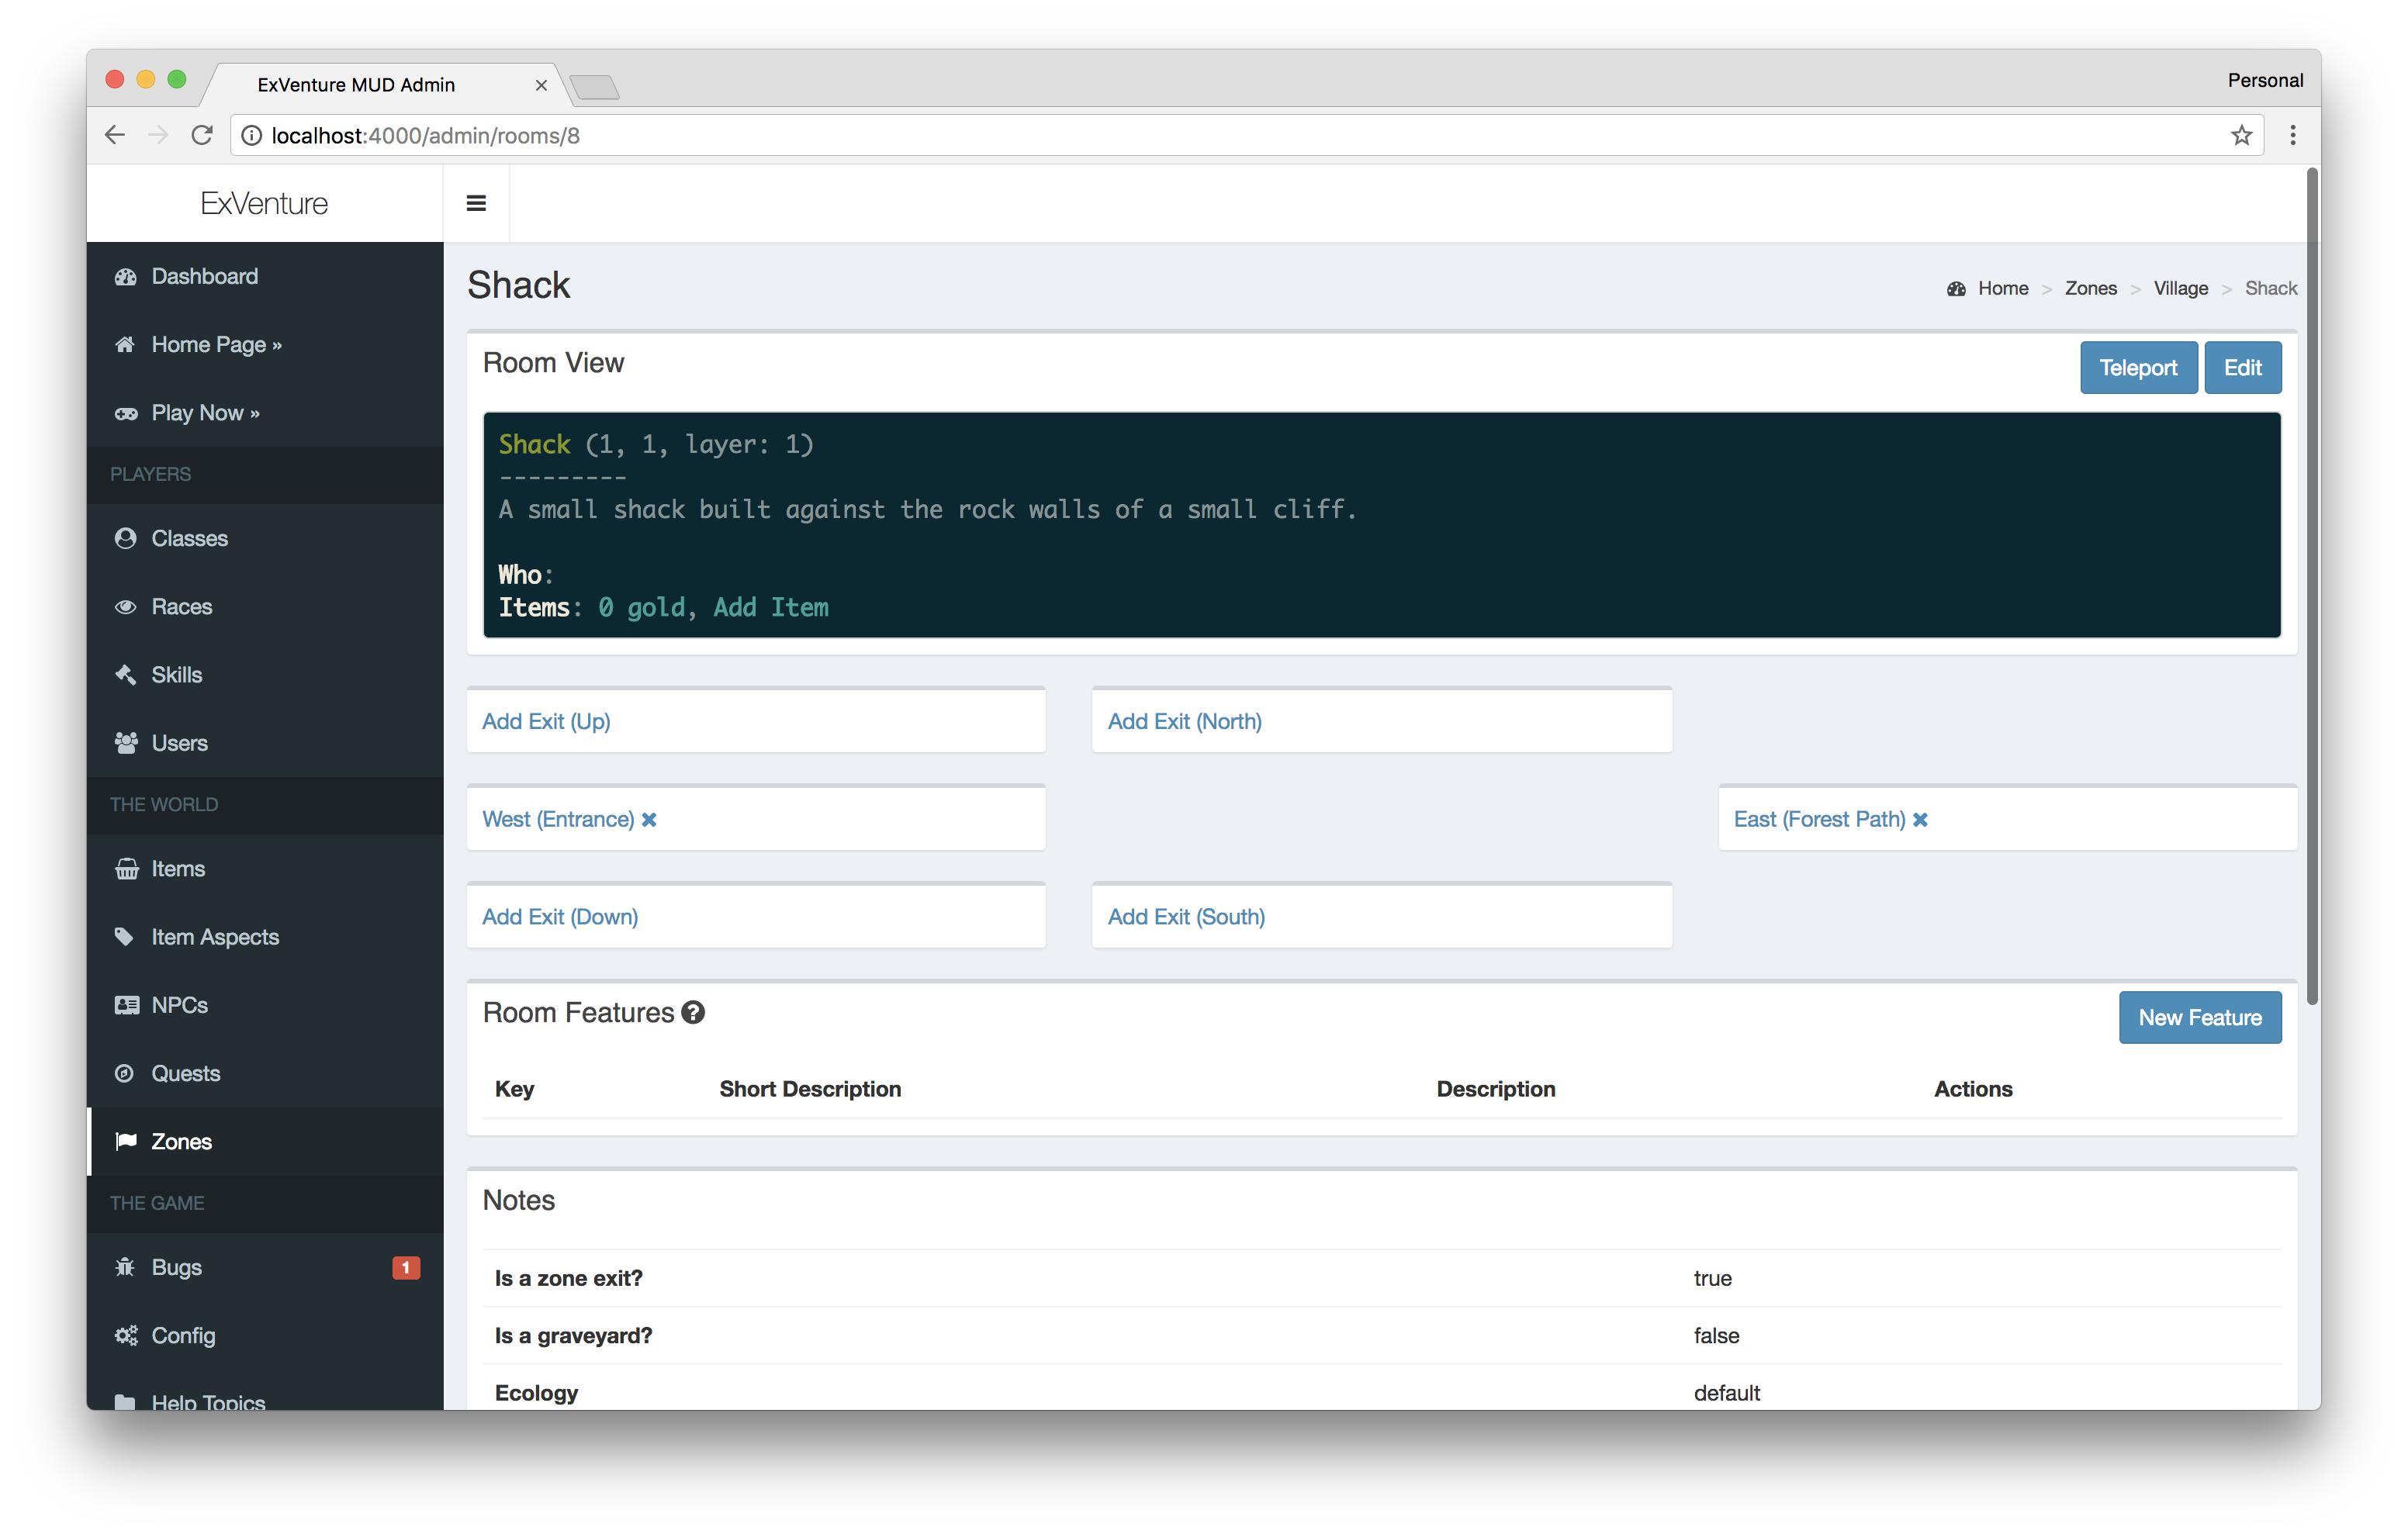 ExVenture MUD Admin
Personal
localhost:4000/admin/rooms/8
ExVenture
Dashboard
Home Page »
Play Now »
PLAYERS
Classes
Races
Skills
Users
THE WORLD
Items
Item Aspects
NPCs
Quests
Zones
THE GAME
Bugs 1
Config
Help Topics
Shack
Home > Zones > Village > Shack
Room View
Teleport Edit
Shack (1, 1, layer: 1)
---------
A small shack built against the rock walls of a small cliff.
Who:
Items: 0 gold, Add Item
Add Exit (Up) Add Exit (North)
West (Entrance) ✖ East (Forest Path) ✖
Add Exit (Down) Add Exit (South)
Room Features ?
New Feature
Key Short Description Description Actions
Notes
Is a zone exit? true
Is a graveyard? false
Ecology default